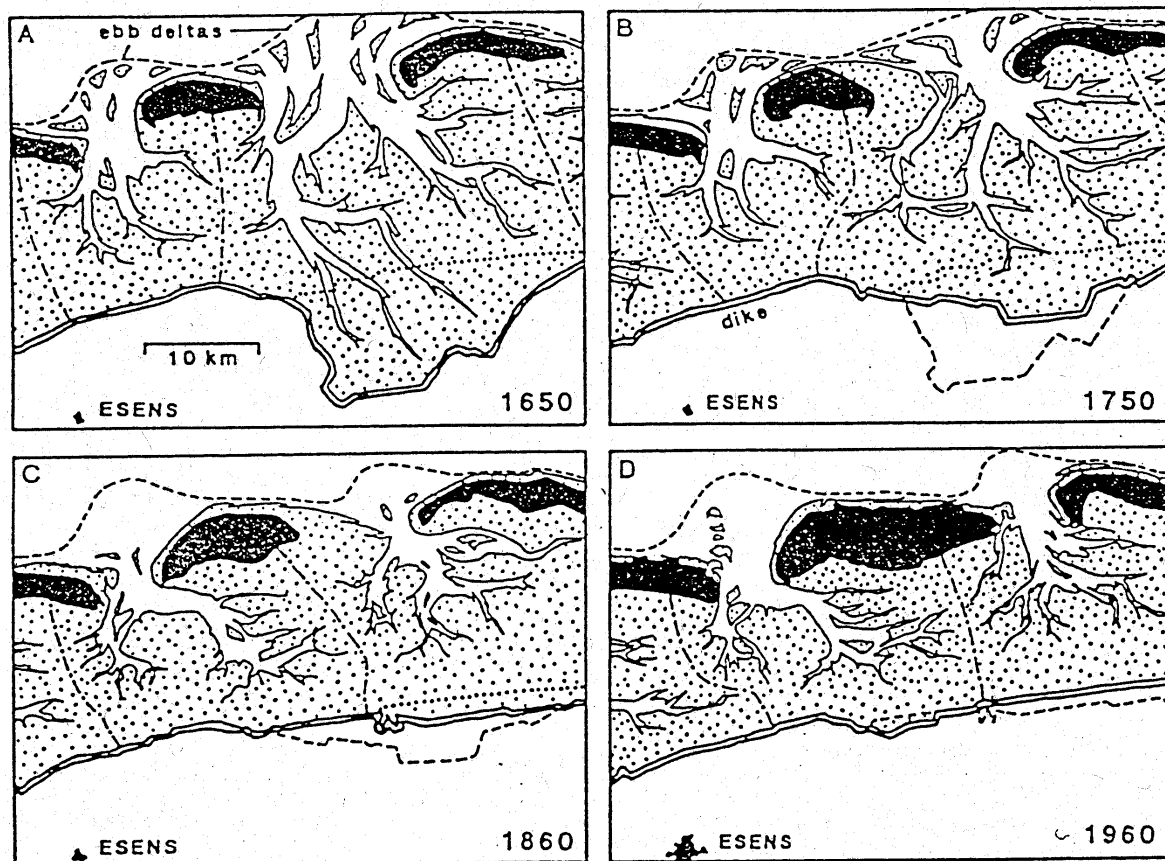 A
ebb deltas
10 km
ESENS
1650
B
dike
ESENS
1750
C
ESENS
1860
D
ESENS
1960